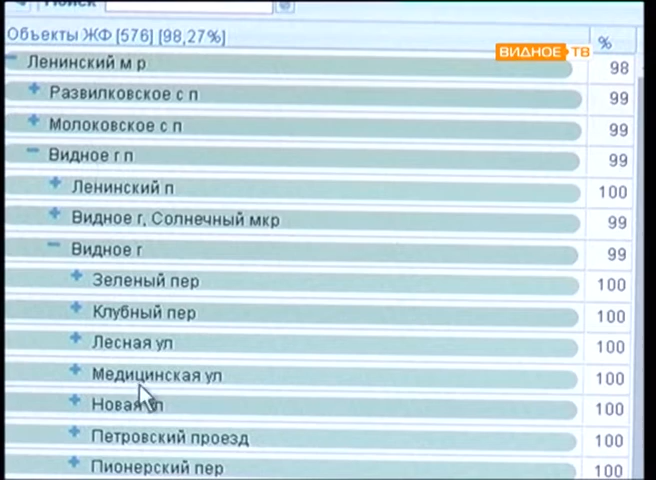 Поиск
Объекты ЖФ [576] [98,27%]
%
ВИДНОЕ ТВ
Ленинский м р
98
Развилковское с п
99
Молоковское с п
99
Видное г п
99
Ленинский п
100
Видное г, Солнечный мкр
99
Видное г
99
Зеленый пер
100
Клубный пер
100
Лесная ул
100
Медицинская ул
100
Новая ул
100
Петровский проезд
100
Пионерский пер
100